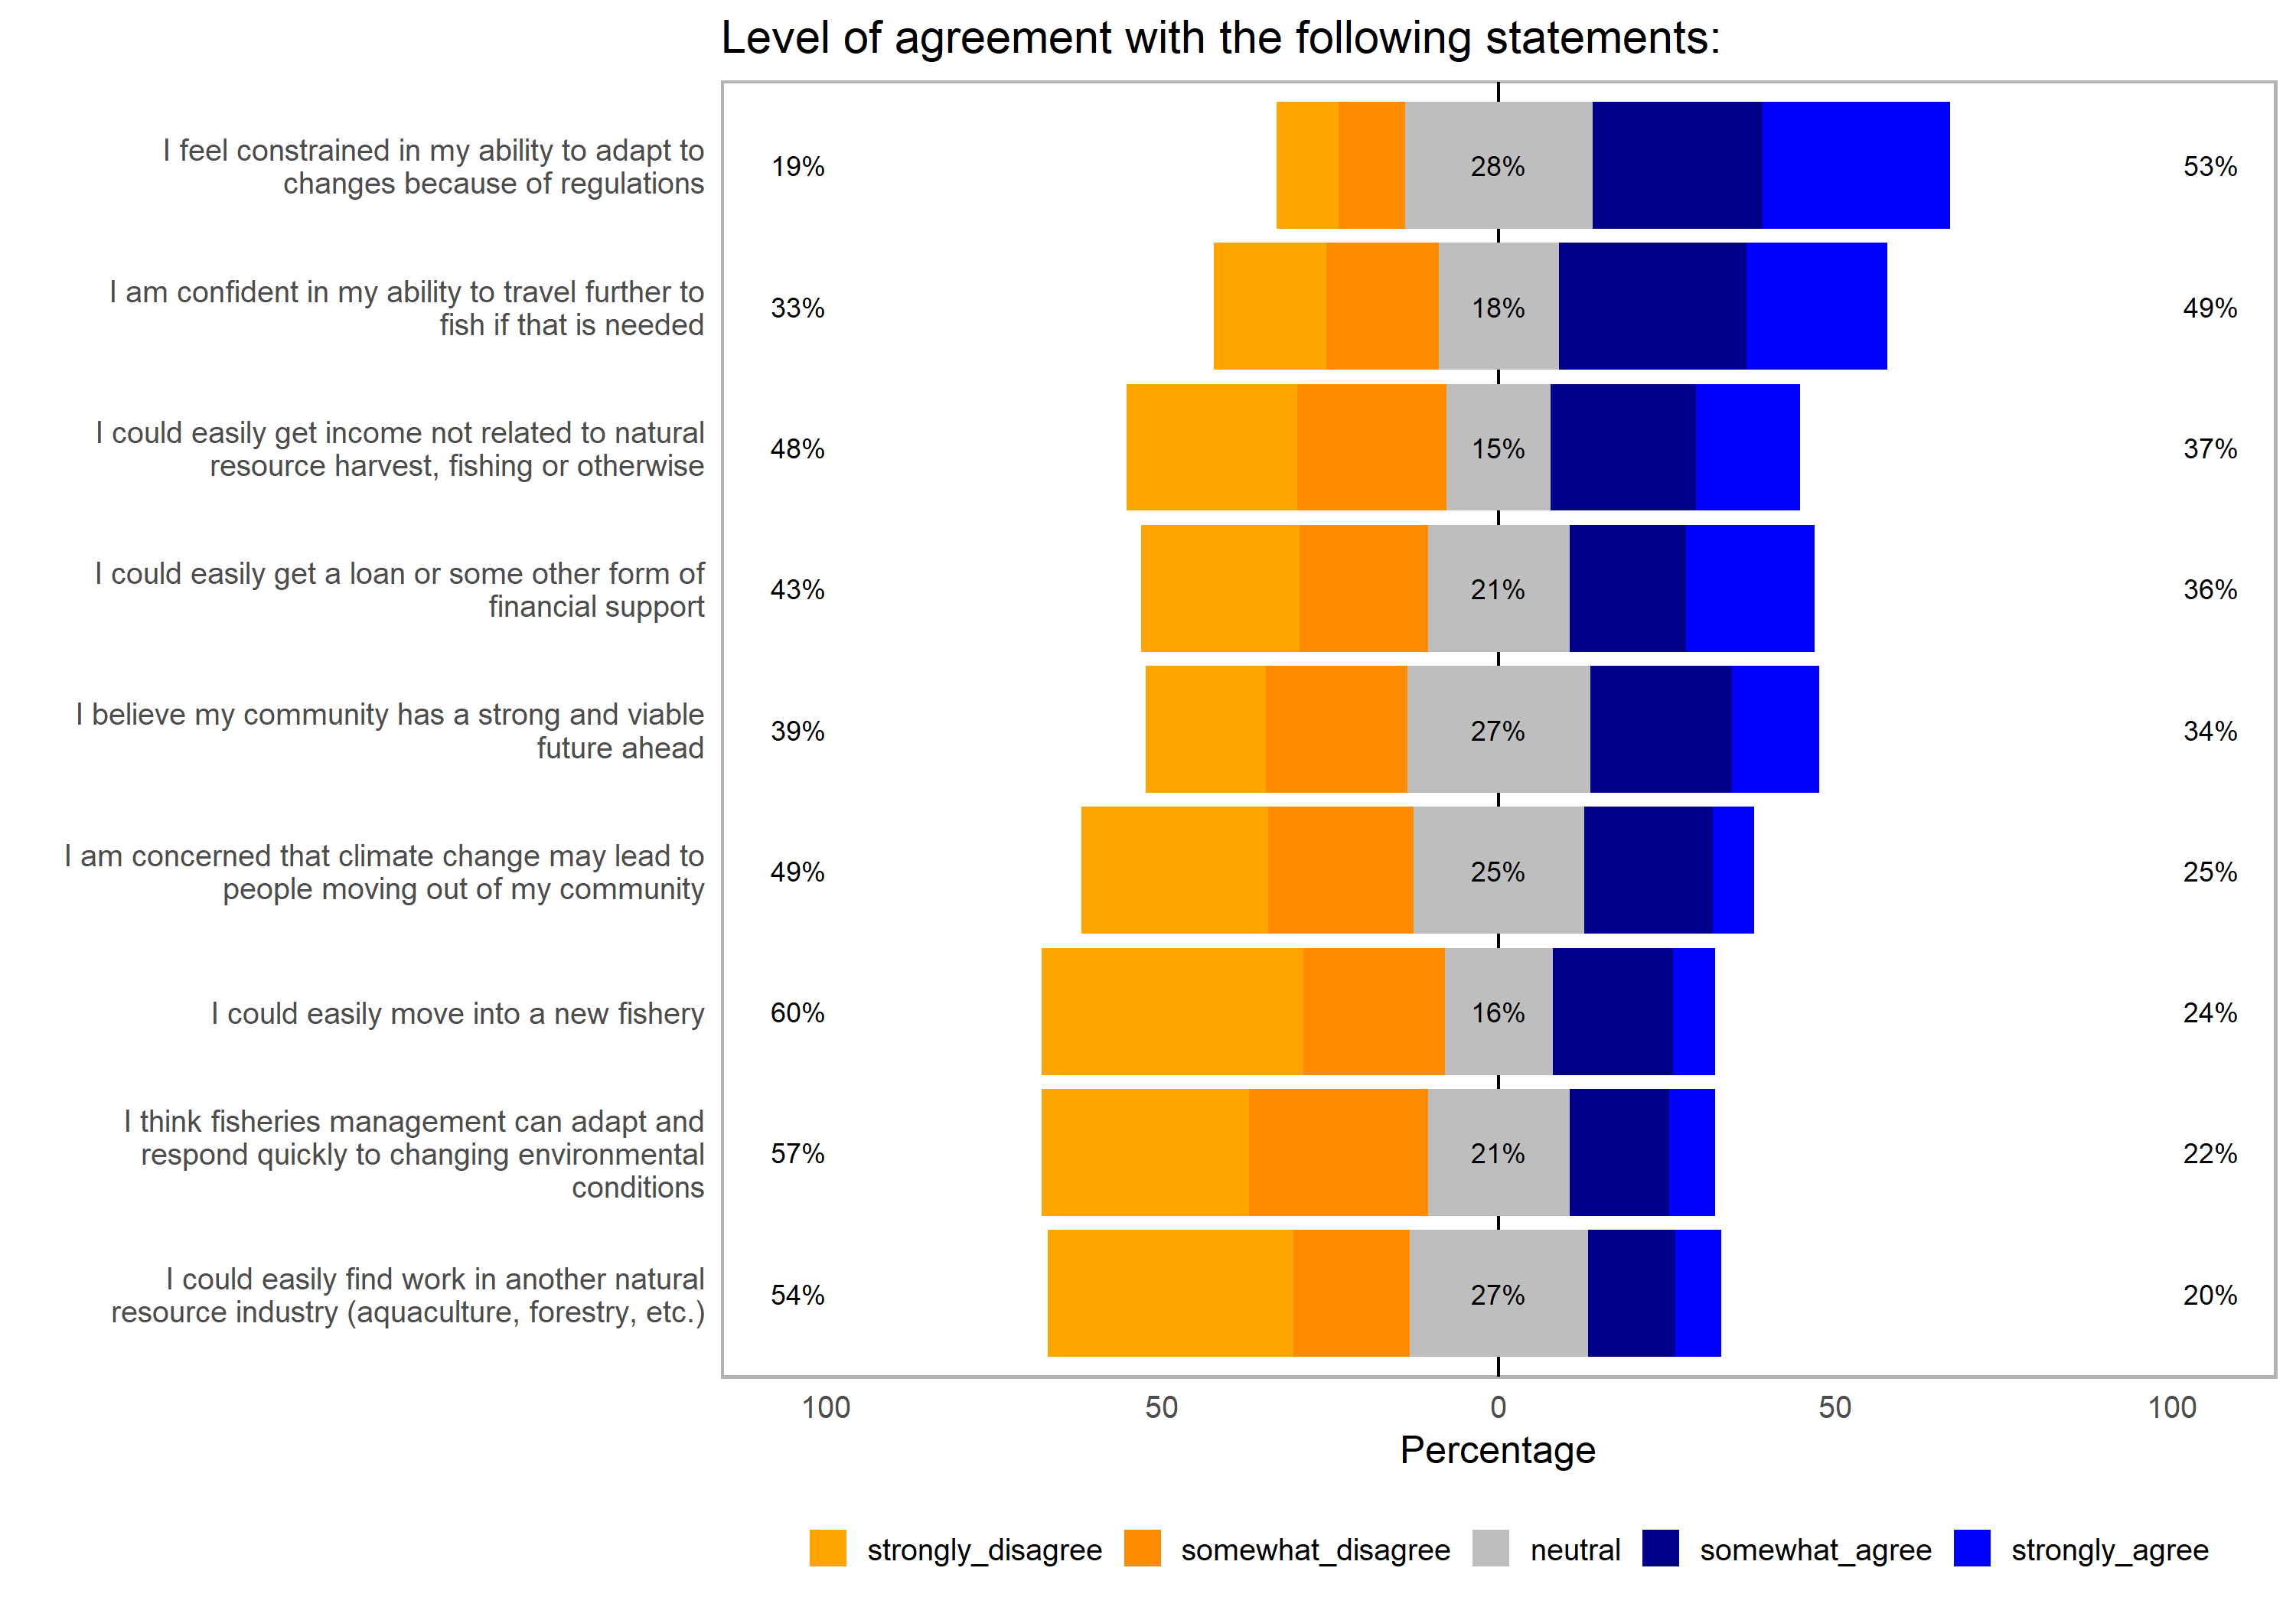 Level of agreement with the following statements:
I feel constrained in my ability to adapt to
changes because of regulations
19%
28%
53%
I am confident in my ability to travel further to
fish if that is needed
33%
18%
49%
I could easily get income not related to natural
resource harvest, fishing or otherwise
48%
15%
37%
I could easily get a loan or some other form of
financial support
43%
21%
36%
I believe my community has a strong and viable
future ahead
39%
27%
34%
I am concerned that climate change may lead to
people moving out of my community
49%
25%
25%
I could easily move into a new fishery
60%
16%
24%
I think fisheries management can adapt and
respond quickly to changing environmental
conditions
57%
21%
22%
I could easily find work in another natural
resource industry (aquaculture, forestry, etc.)
54%
27%
20%
100 50 0 50 100
Percentage
strongly_disagree somewhat_disagree neutral somewhat_agree strongly_agree